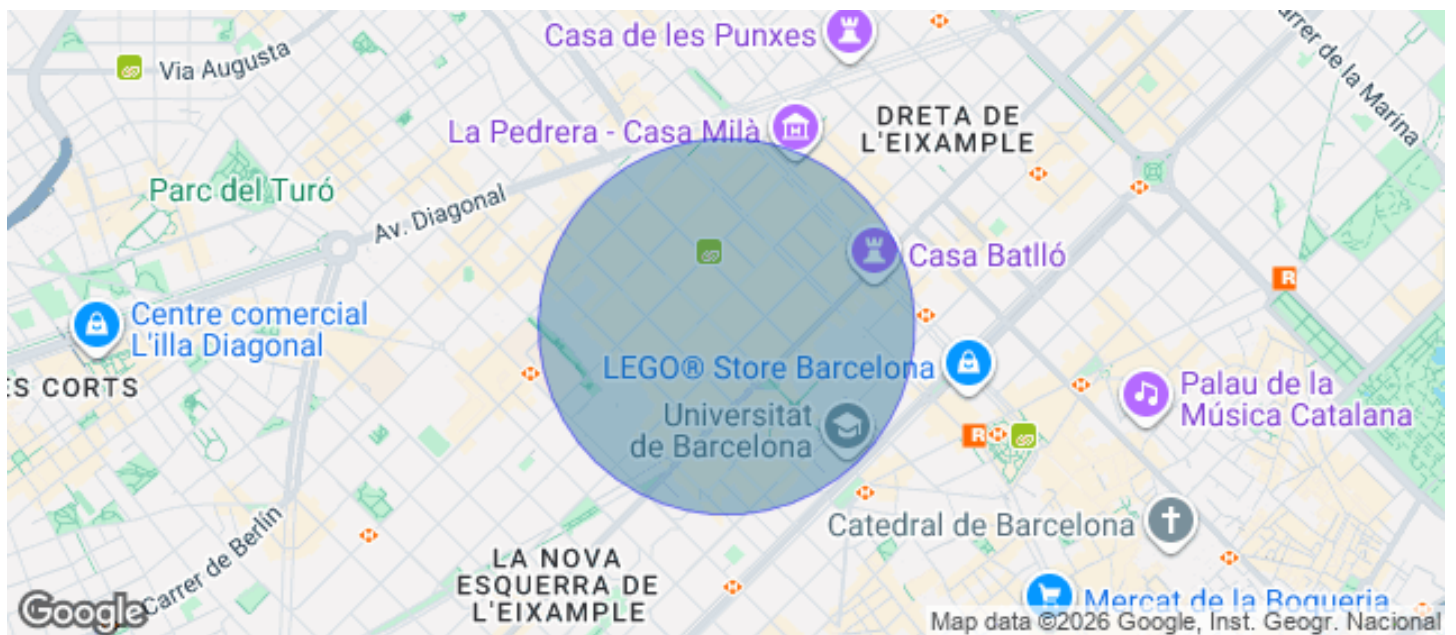 Casa de les Punxes
Via Augusta
Carrer de la Marina
La Pedrera - Casa Milà
DRETA DE
L'EIXAMPLE
Parc del Turó
Av. Diagonal
Casa Batlló
R
Centre comercial
L'illa Diagonal
LEGO® Store Barcelona
ES CORTS
Palau de la
Música Catalana
Universitat
de Barcelona
R
Catedral de Barcelona
LA NOVA
ESQUERRA DE
L'EIXAMPLE
Carrer de Berlín
Mercat de la Boqueria
Google
Map data ©2026 Google, Inst. Geogr. Nacional